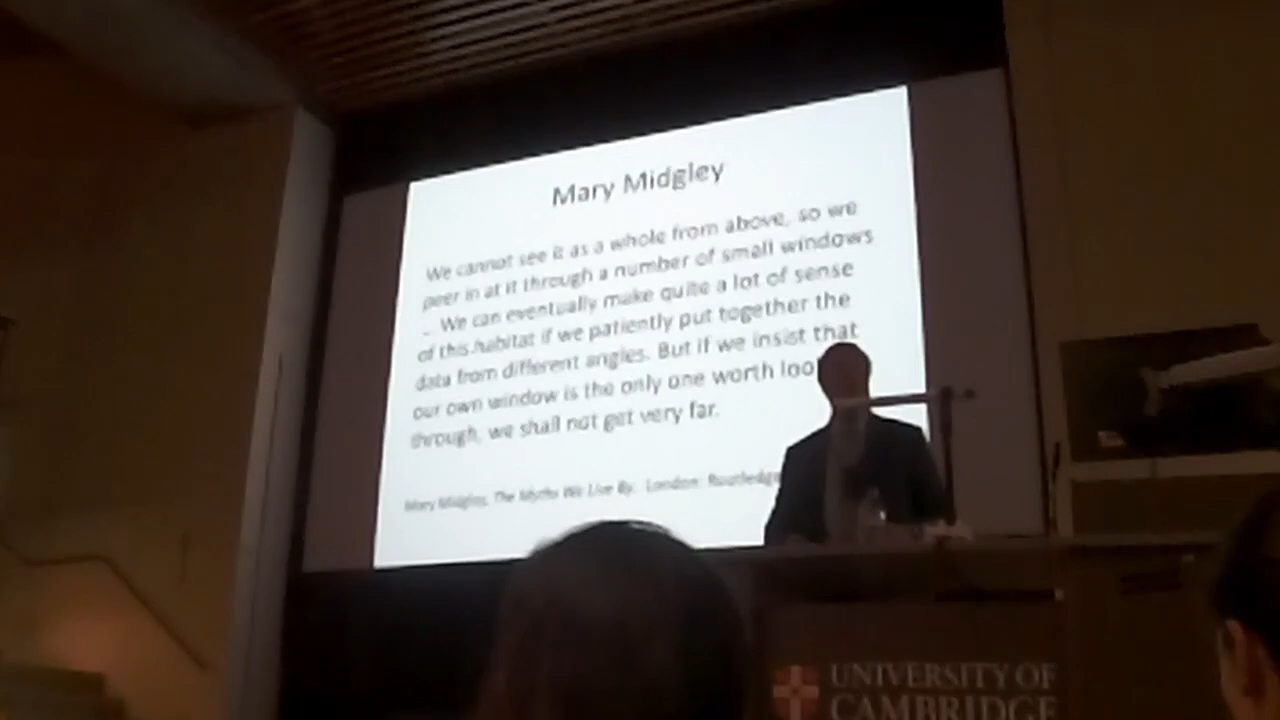 Mary Midgley
We cannot see it as a whole from above, so we
peer in at it through a number of small windows
.. We can eventually make quite a lot of sense
of this habitat if we patiently put together the
data from different angles. But if we insist that
our own window is the only one worth loo
through, we shall not get very far.
Mary Midgley, The Myths We Live By. London: Routledge
UNIVERSITY OF
CAMBRIDGE